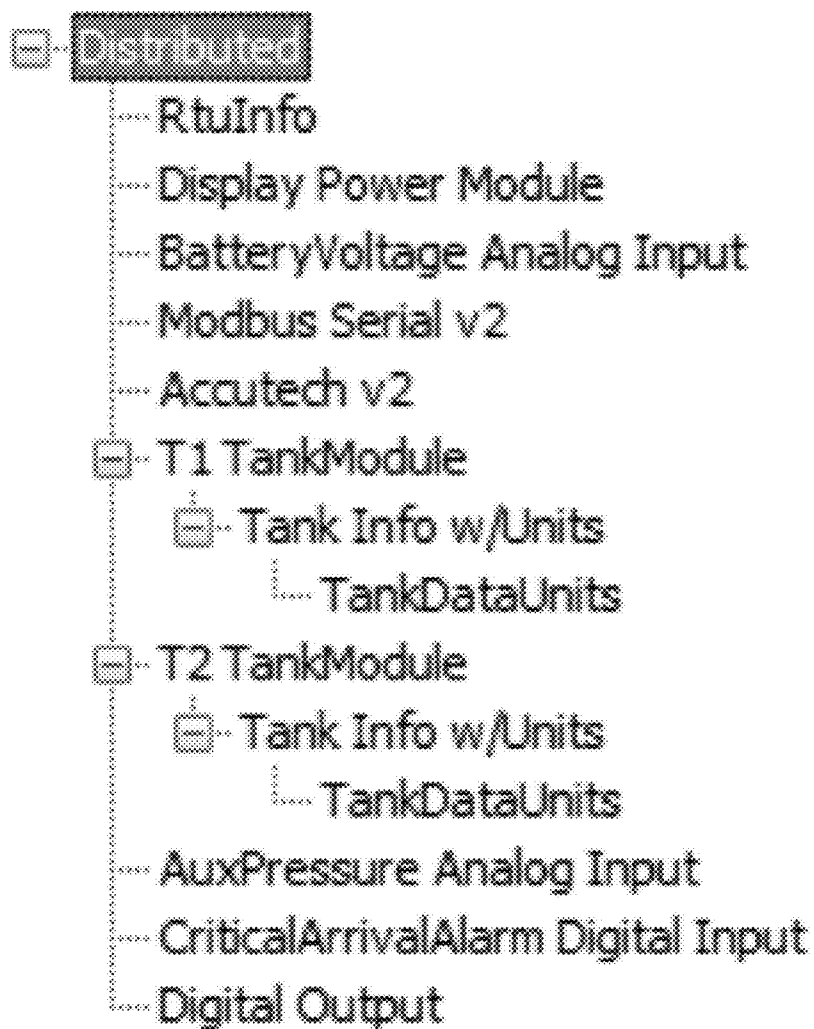 Distributed
RtuInfo
Display Power Module
BatteryVoltage Analog Input
Modbus Serial v2
Accutech v2
T1 TankModule
Tank Info w/Units
TankDataUnits
T2 TankModule
Tank Info w/Units
TankDataUnits
AuxPressure Analog Input
CriticalArrivalAlarm Digital Input
Digital Output